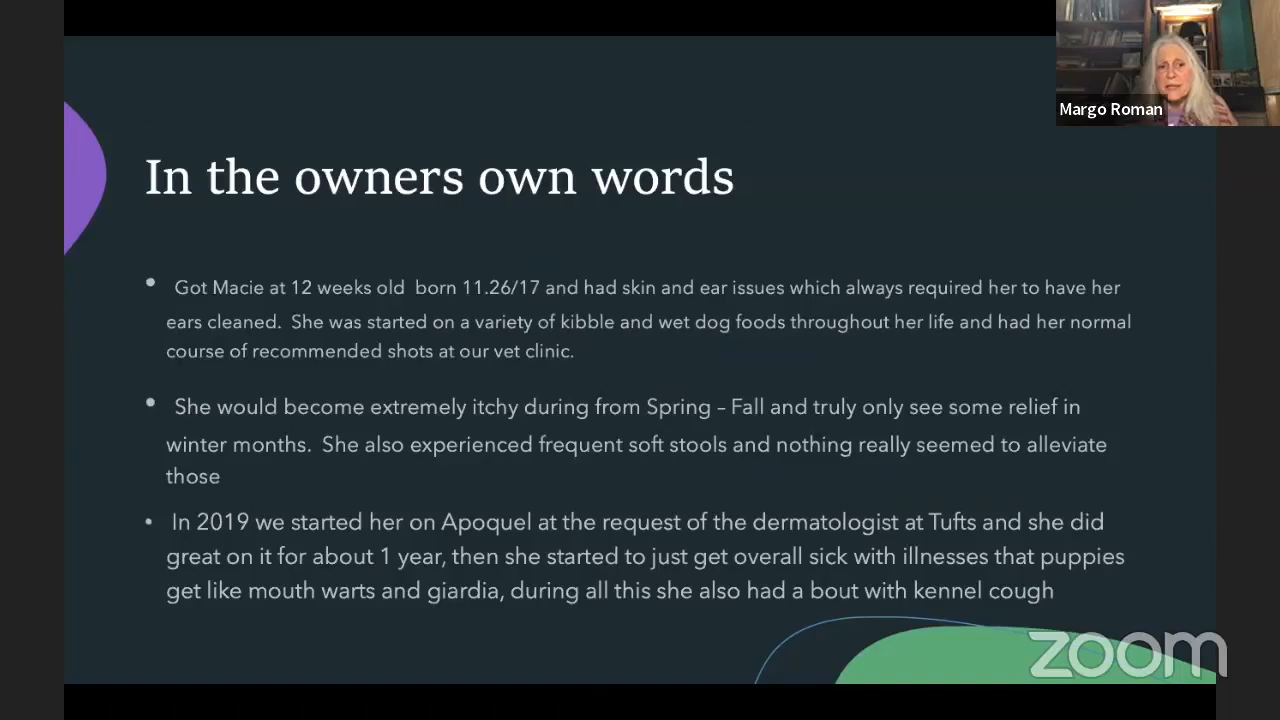 Margo Roman
In the owners own words
• Got Macie at 12 weeks old born 11.26/17 and had skin and ear issues which always required her to have her
ears cleaned. She was started on a variety of kibble and wet dog foods throughout her life and had her normal
course of recommended shots at our vet clinic.
• She would become extremely itchy during from Spring – Fall and truly only see some relief in
winter months. She also experienced frequent soft stools and nothing really seemed to alleviate
those
• In 2019 we started her on Apoquel at the request of the dermatologist at Tufts and she did
great on it for about 1 year, then she started to just get overall sick with illnesses that puppies
get like mouth warts and giardia, during all this she also had a bout with kennel cough
zoom